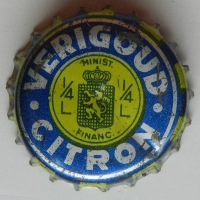 VERIGOUD
MINIST.
1/4 L
1/4 L
FINANC.
CITRON